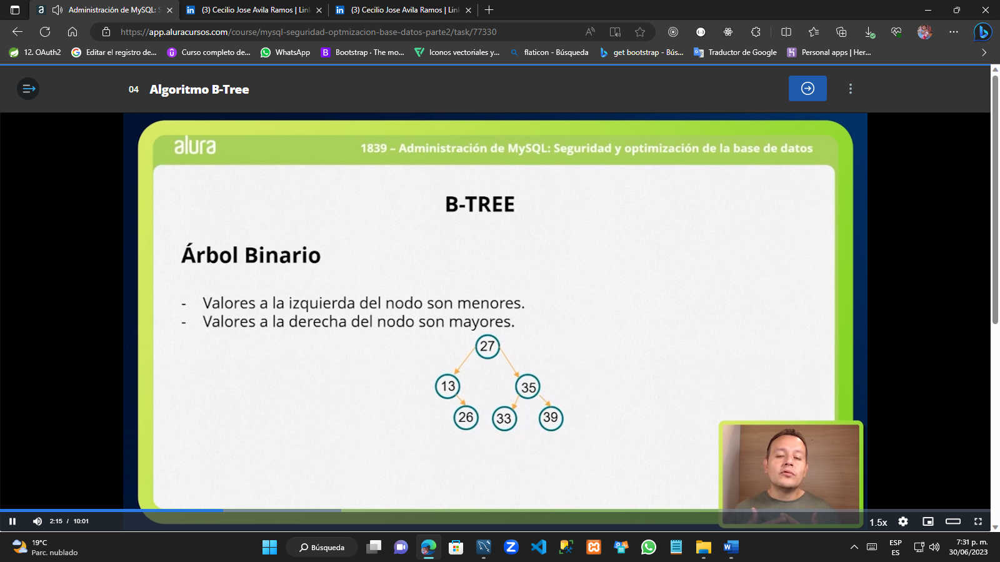 Administración de MySQL: S
(3) Cecilio Jose Avila Ramos | Lin
(3) Cecilio Jose Avila Ramos | Lin
https://app.aluracursos.com/course/mysql-seguridad-optmizacion-base-datos-parte2/task/77330
12. OAuth2
Editar el registro de...
Curso completo de...
WhatsApp
Bootstrap · The mo...
Iconos vectoriales y...
flaticon - Búsqueda
get bootstrap - Bús...
Traductor de Google
Personal apps | Her...
04 Algoritmo B-Tree
alura
1839 – Administración de MySQL: Seguridad y optimización de la base de datos
B-TREE
Árbol Binario
- Valores a la izquierda del nodo son menores.
- Valores a la derecha del nodo son mayores.
27
13 35
26 33 39
2:15 / 10:01
1.5x
19°C
Parc. nublado
Búsqueda
ESP
ES
7:31 p. m.
30/06/2023